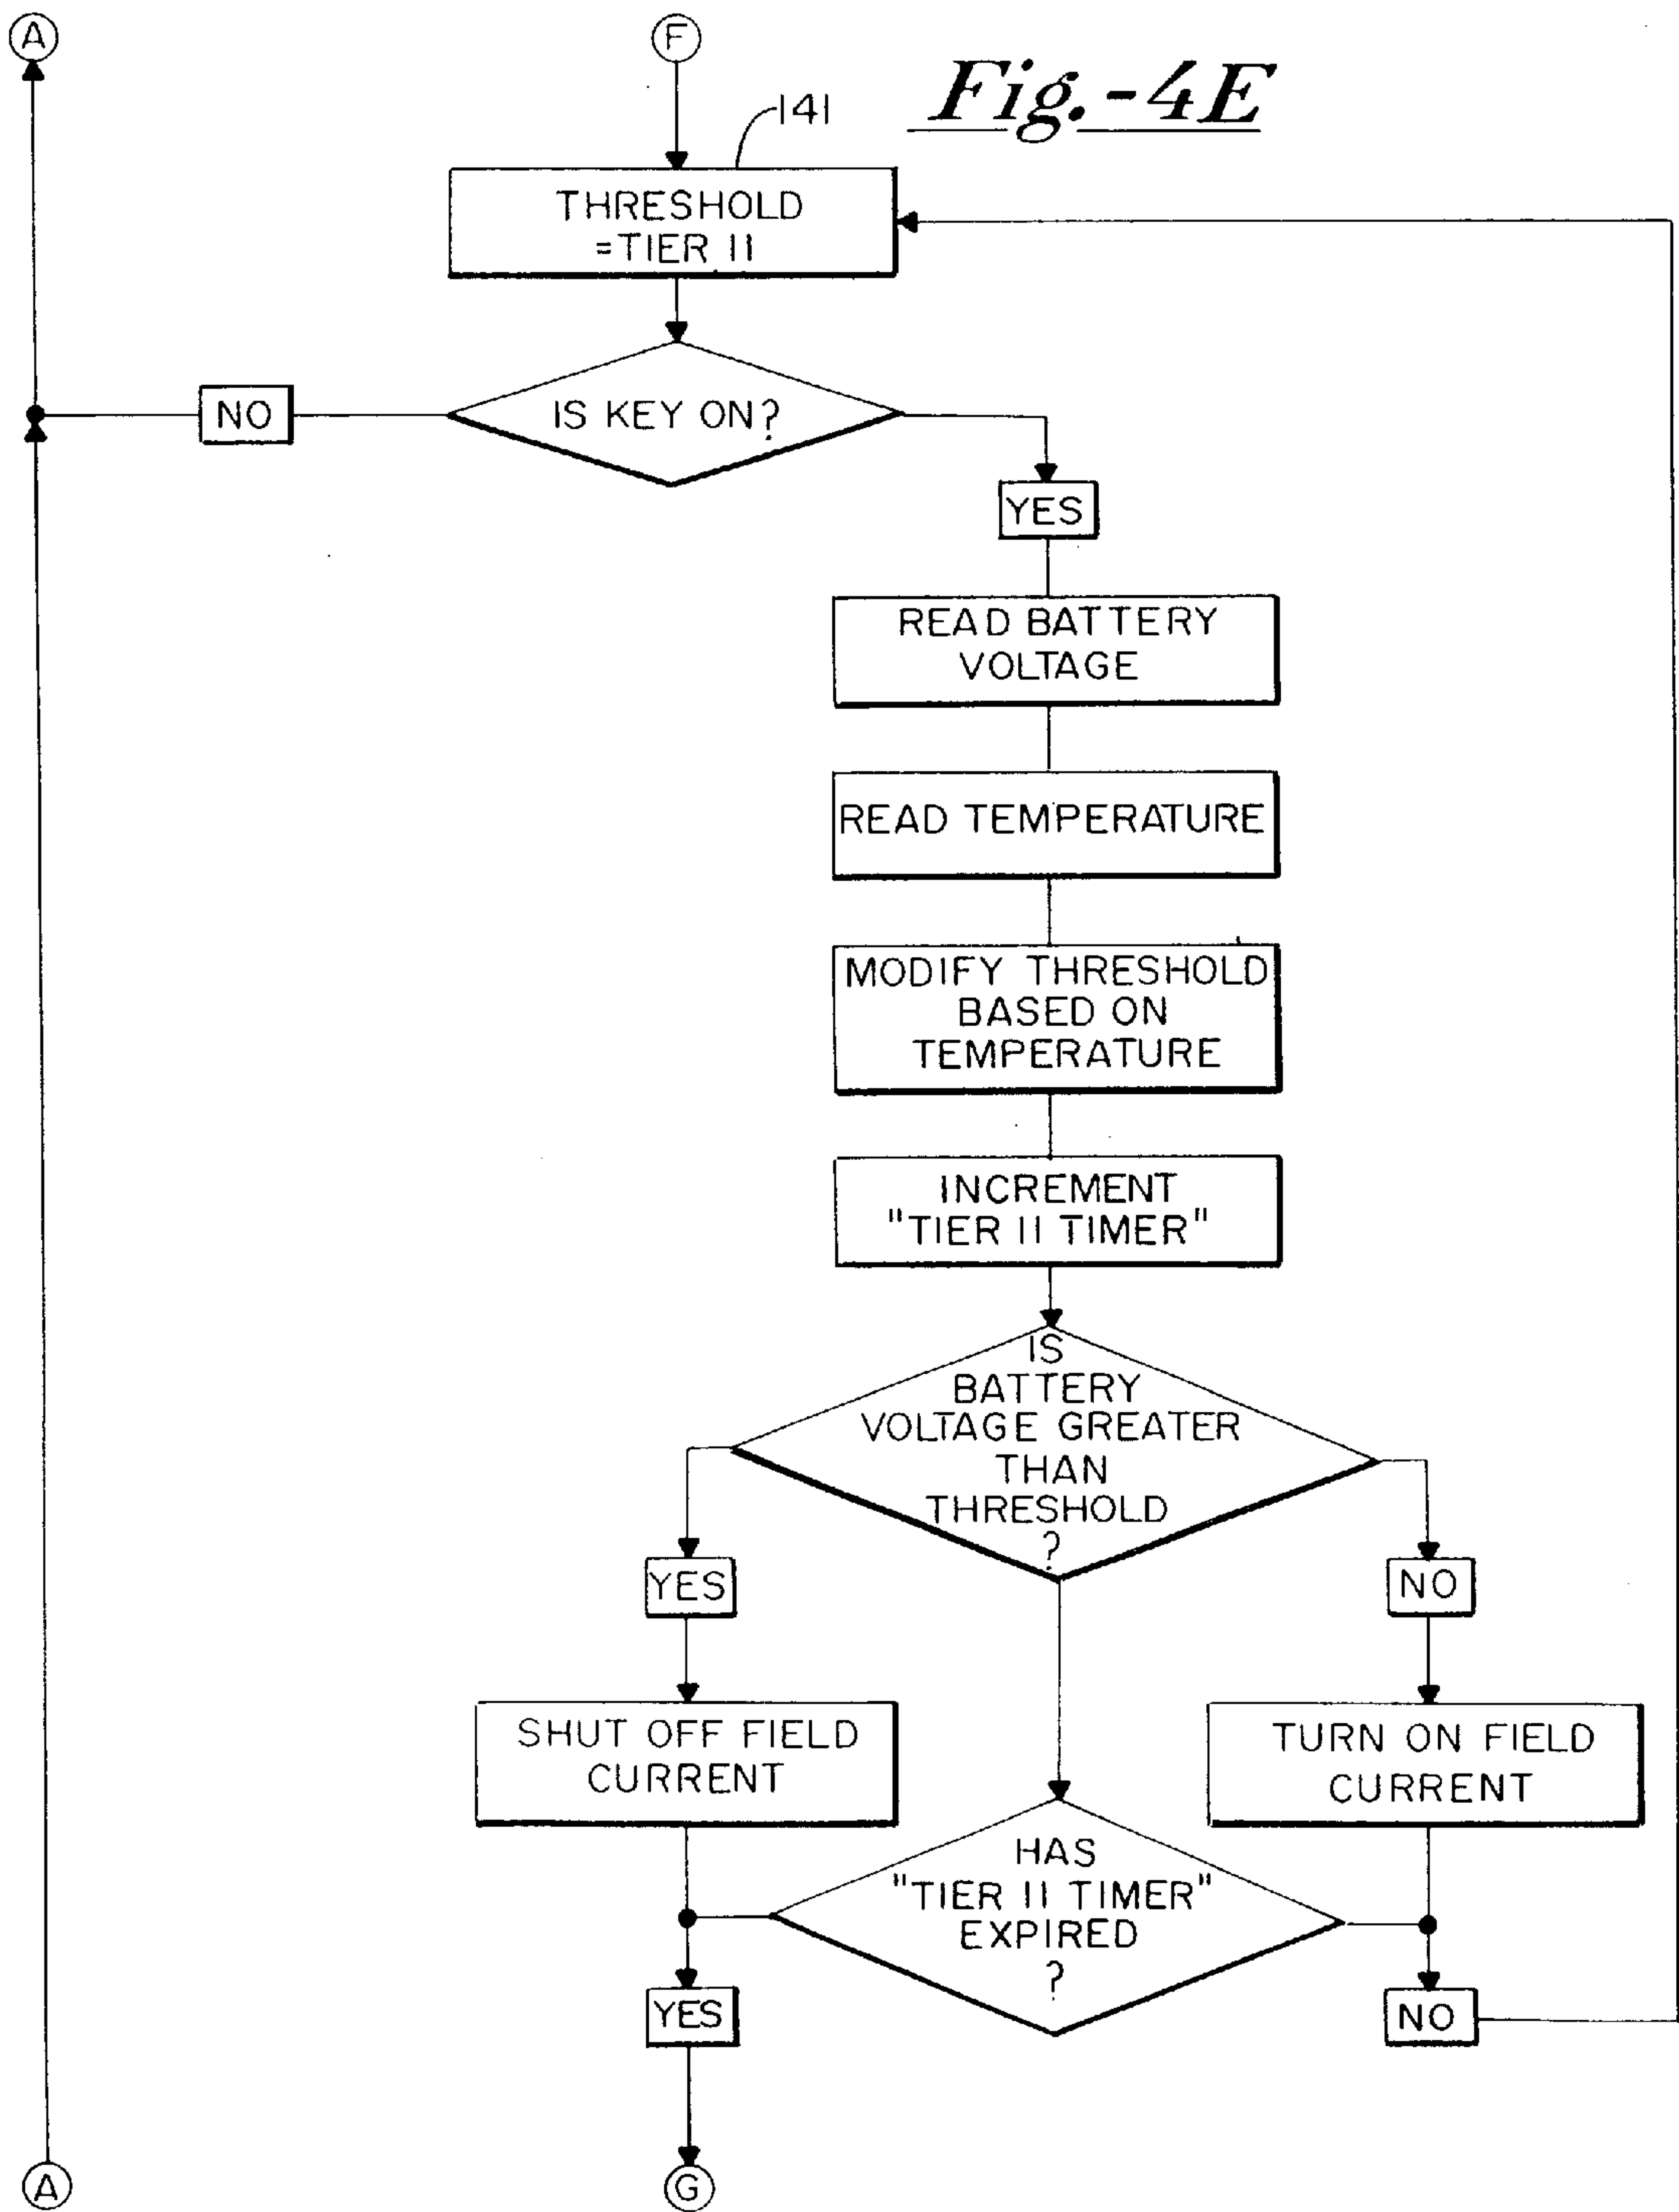 A
F
Fig.-4E
141
THRESHOLD
=TIER II
IS KEY ON?
NO
YES
READ BATTERY
VOLTAGE
READ TEMPERATURE
MODIFY THRESHOLD
BASED ON
TEMPERATURE
INCREMENT
"TIER II TIMER"
IS
BATTERY
VOLTAGE GREATER
THAN
THRESHOLD
?
YES
NO
SHUT OFF FIELD
CURRENT
TURN ON FIELD
CURRENT
HAS
"TIER II TIMER"
EXPIRED
?
YES
NO
A
G